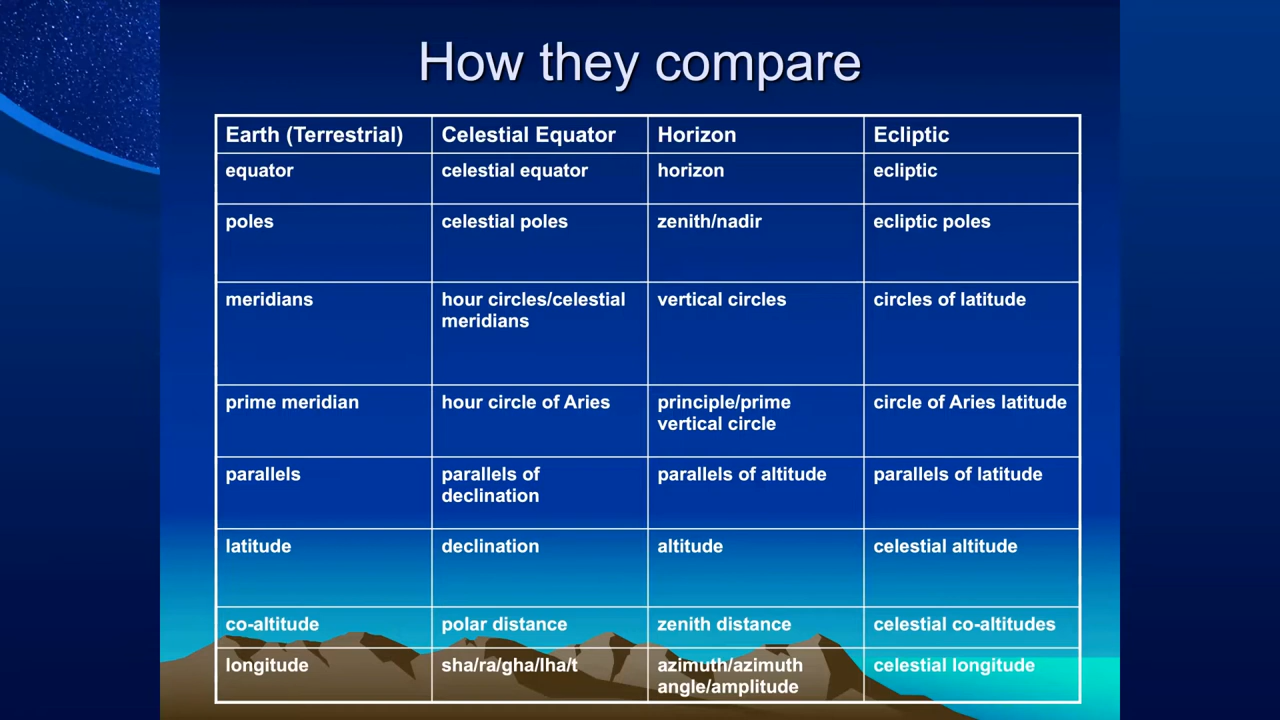 How they compare
Earth (Terrestrial) Celestial Equator Horizon Ecliptic
equator celestial equator horizon ecliptic
poles celestial poles zenith/nadir ecliptic poles
meridians hour circles/celestial vertical circles circles of latitude
meridians
prime meridian hour circle of Aries principle/prime circle of Aries latitude
vertical circle
parallels parallels of parallels of altitude parallels of latitude
declination
latitude declination altitude celestial altitude
co-altitude polar distance zenith distance celestial co-altitudes
longitude sha/ra/gha/lha/t azimuth/azimuth celestial longitude
angle/amplitude